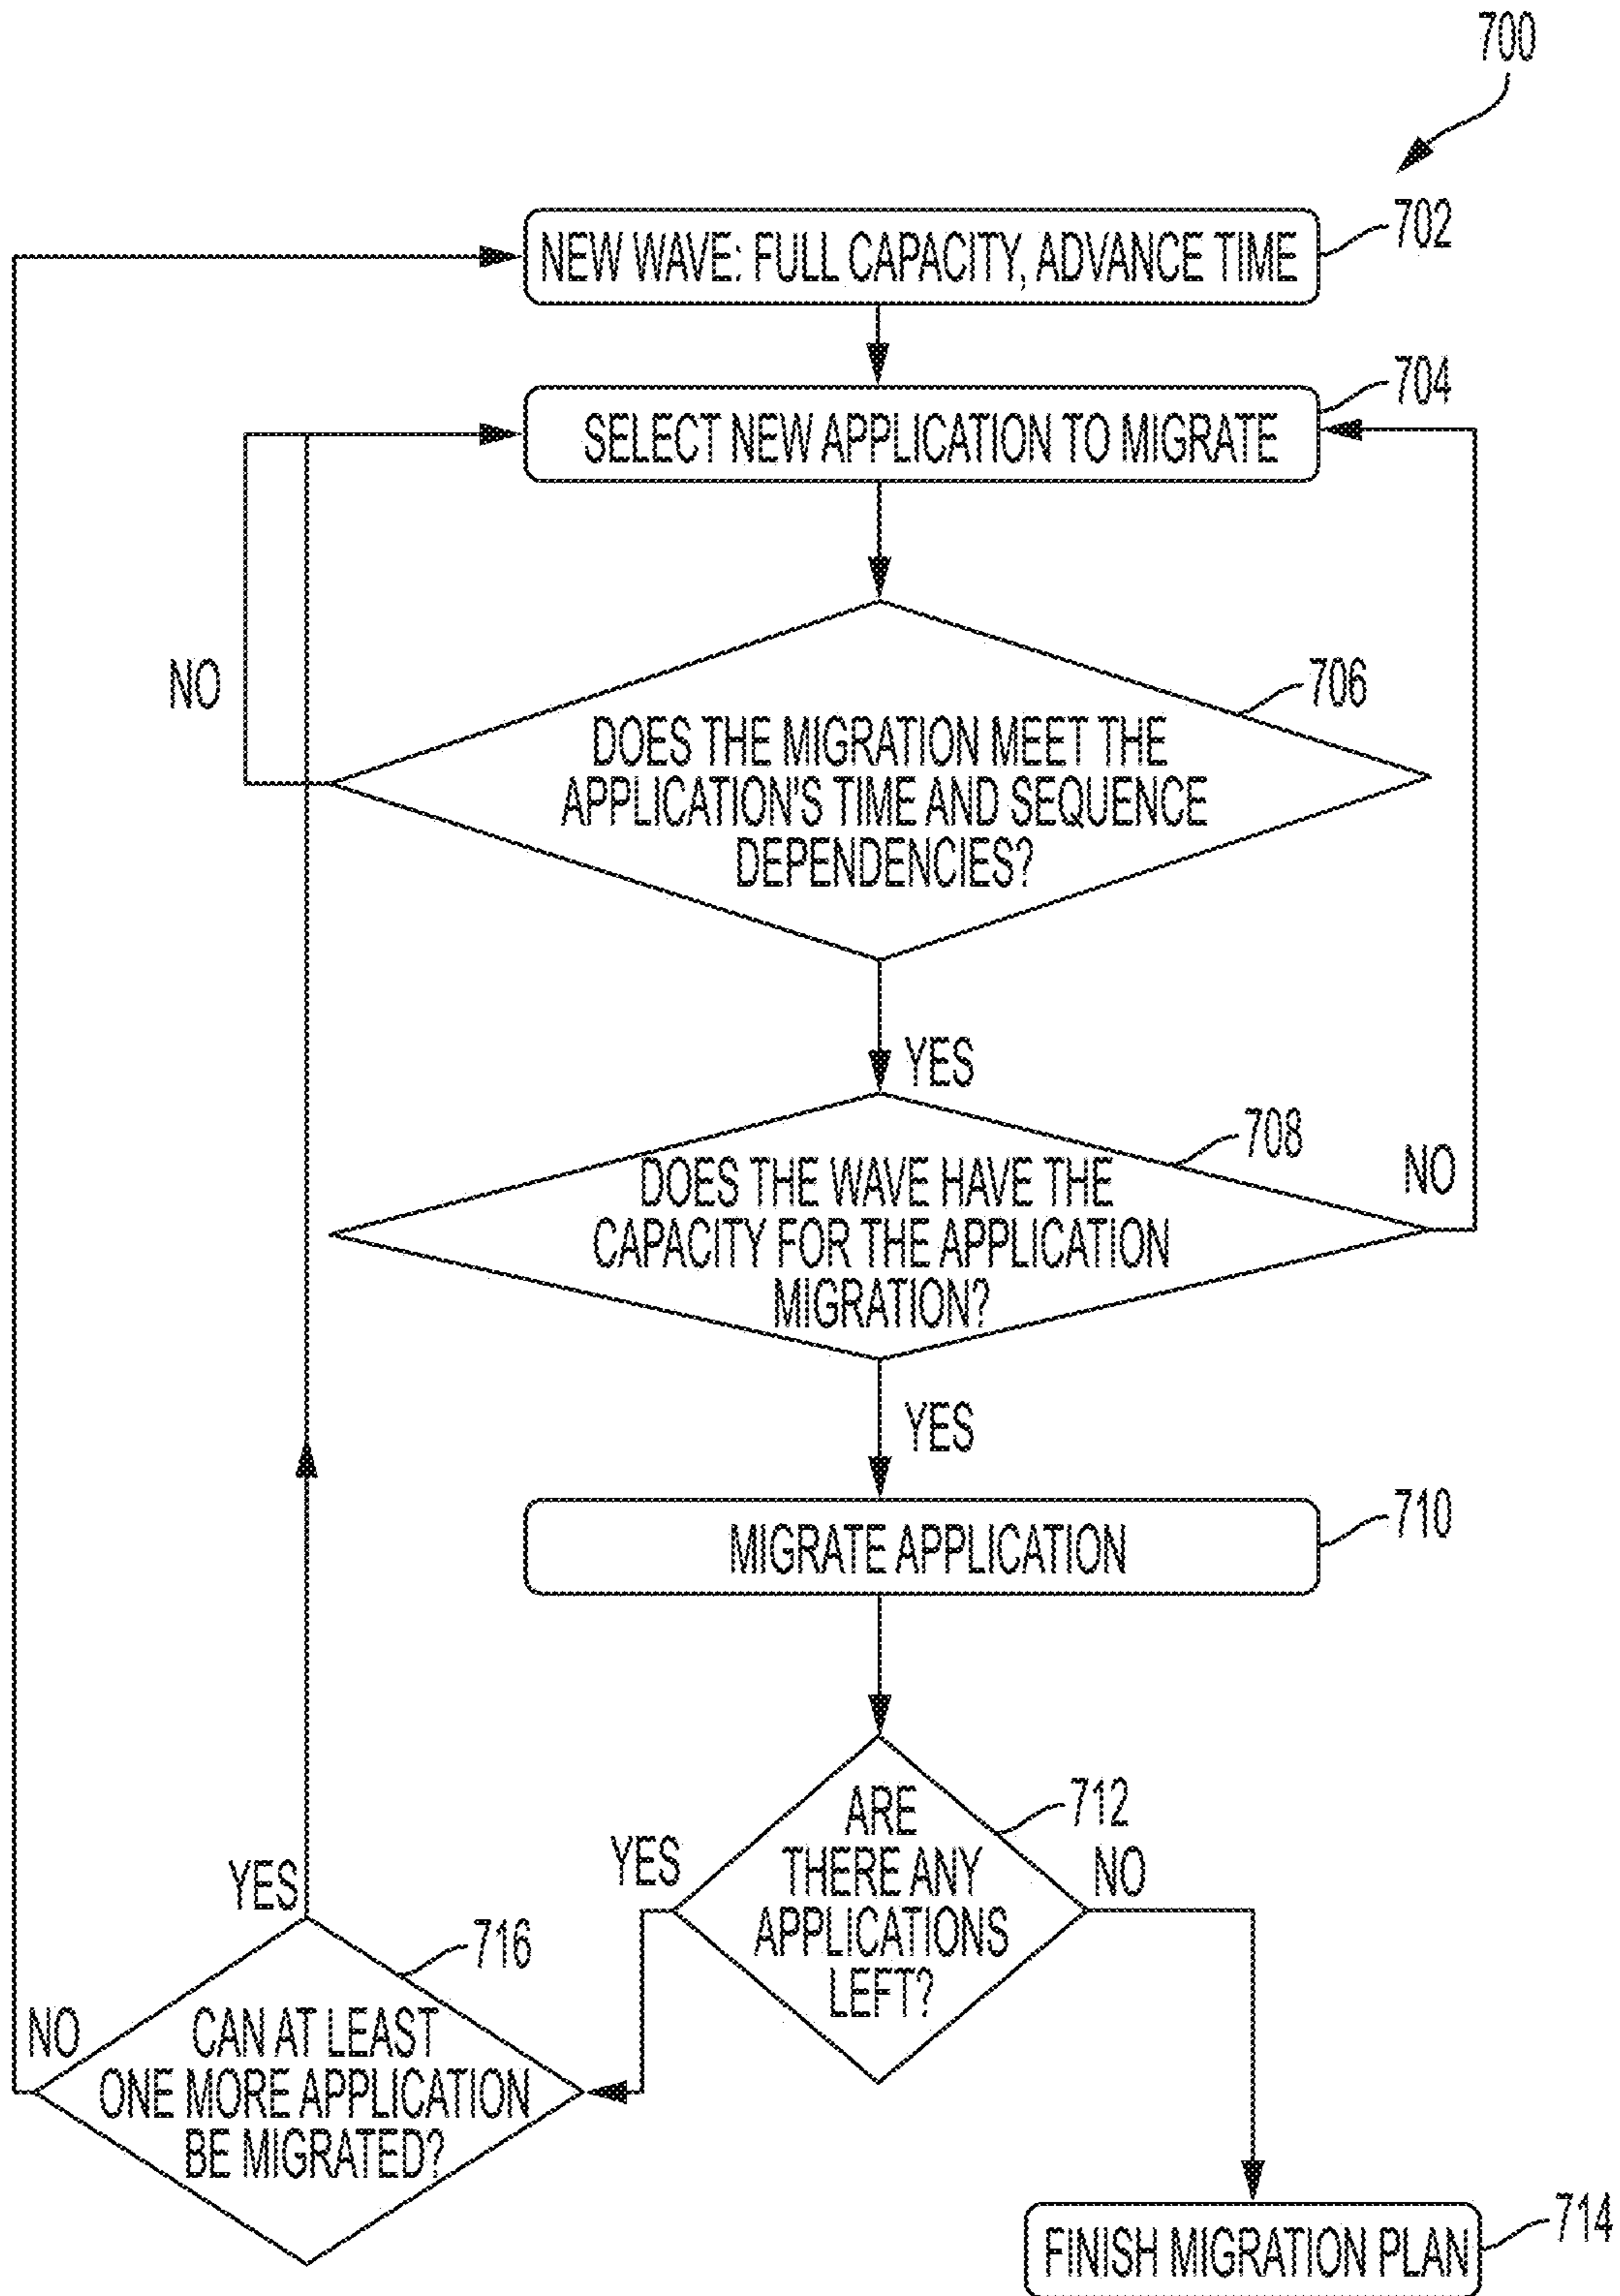 700
NEW WAVE: FULL CAPACITY, ADVANCE TIME
702
704
SELECT NEW APPLICATION TO MIGRATE
NO
706
DOES THE MIGRATION MEET THE
APPLICATION'S TIME AND SEQUENCE
DEPENDENCIES?
YES
708
DOES THE WAVE HAVE THE
CAPACITY FOR THE APPLICATION
MIGRATION?
NO
YES
710
MIGRATE APPLICATION
712
ARE
THERE ANY
APPLICATIONS
LEFT?
YES
NO
YES
716
NO
CAN AT LEAST
ONE MORE APPLICATION
BE MIGRATED?
714
FINISH MIGRATION PLAN